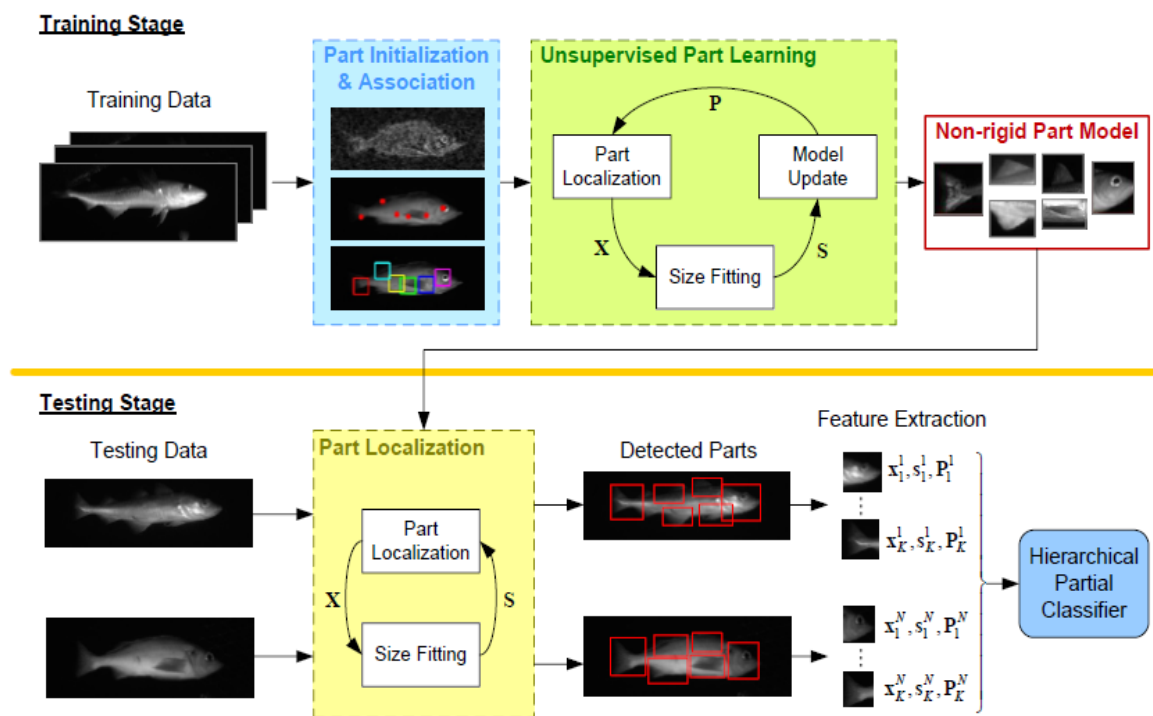 Training Stage
Training Data
Part Initialization
& Association
Unsupervised Part Learning
P
Part
Localization
Model
Update
X
S
Size Fitting
Non-rigid Part Model
Testing Stage
Testing Data
Part Localization
Part
Localization
X
S
Size Fitting
Detected Parts
Feature Extraction
x_1^1, s_1^1, P_1^1
⋮
x_K^1, s_K^1, P_K^1
x_1^N, s_1^N, P_1^N
⋮
x_K^N, s_K^N, P_K^N
Hierarchical
Partial
Classifier